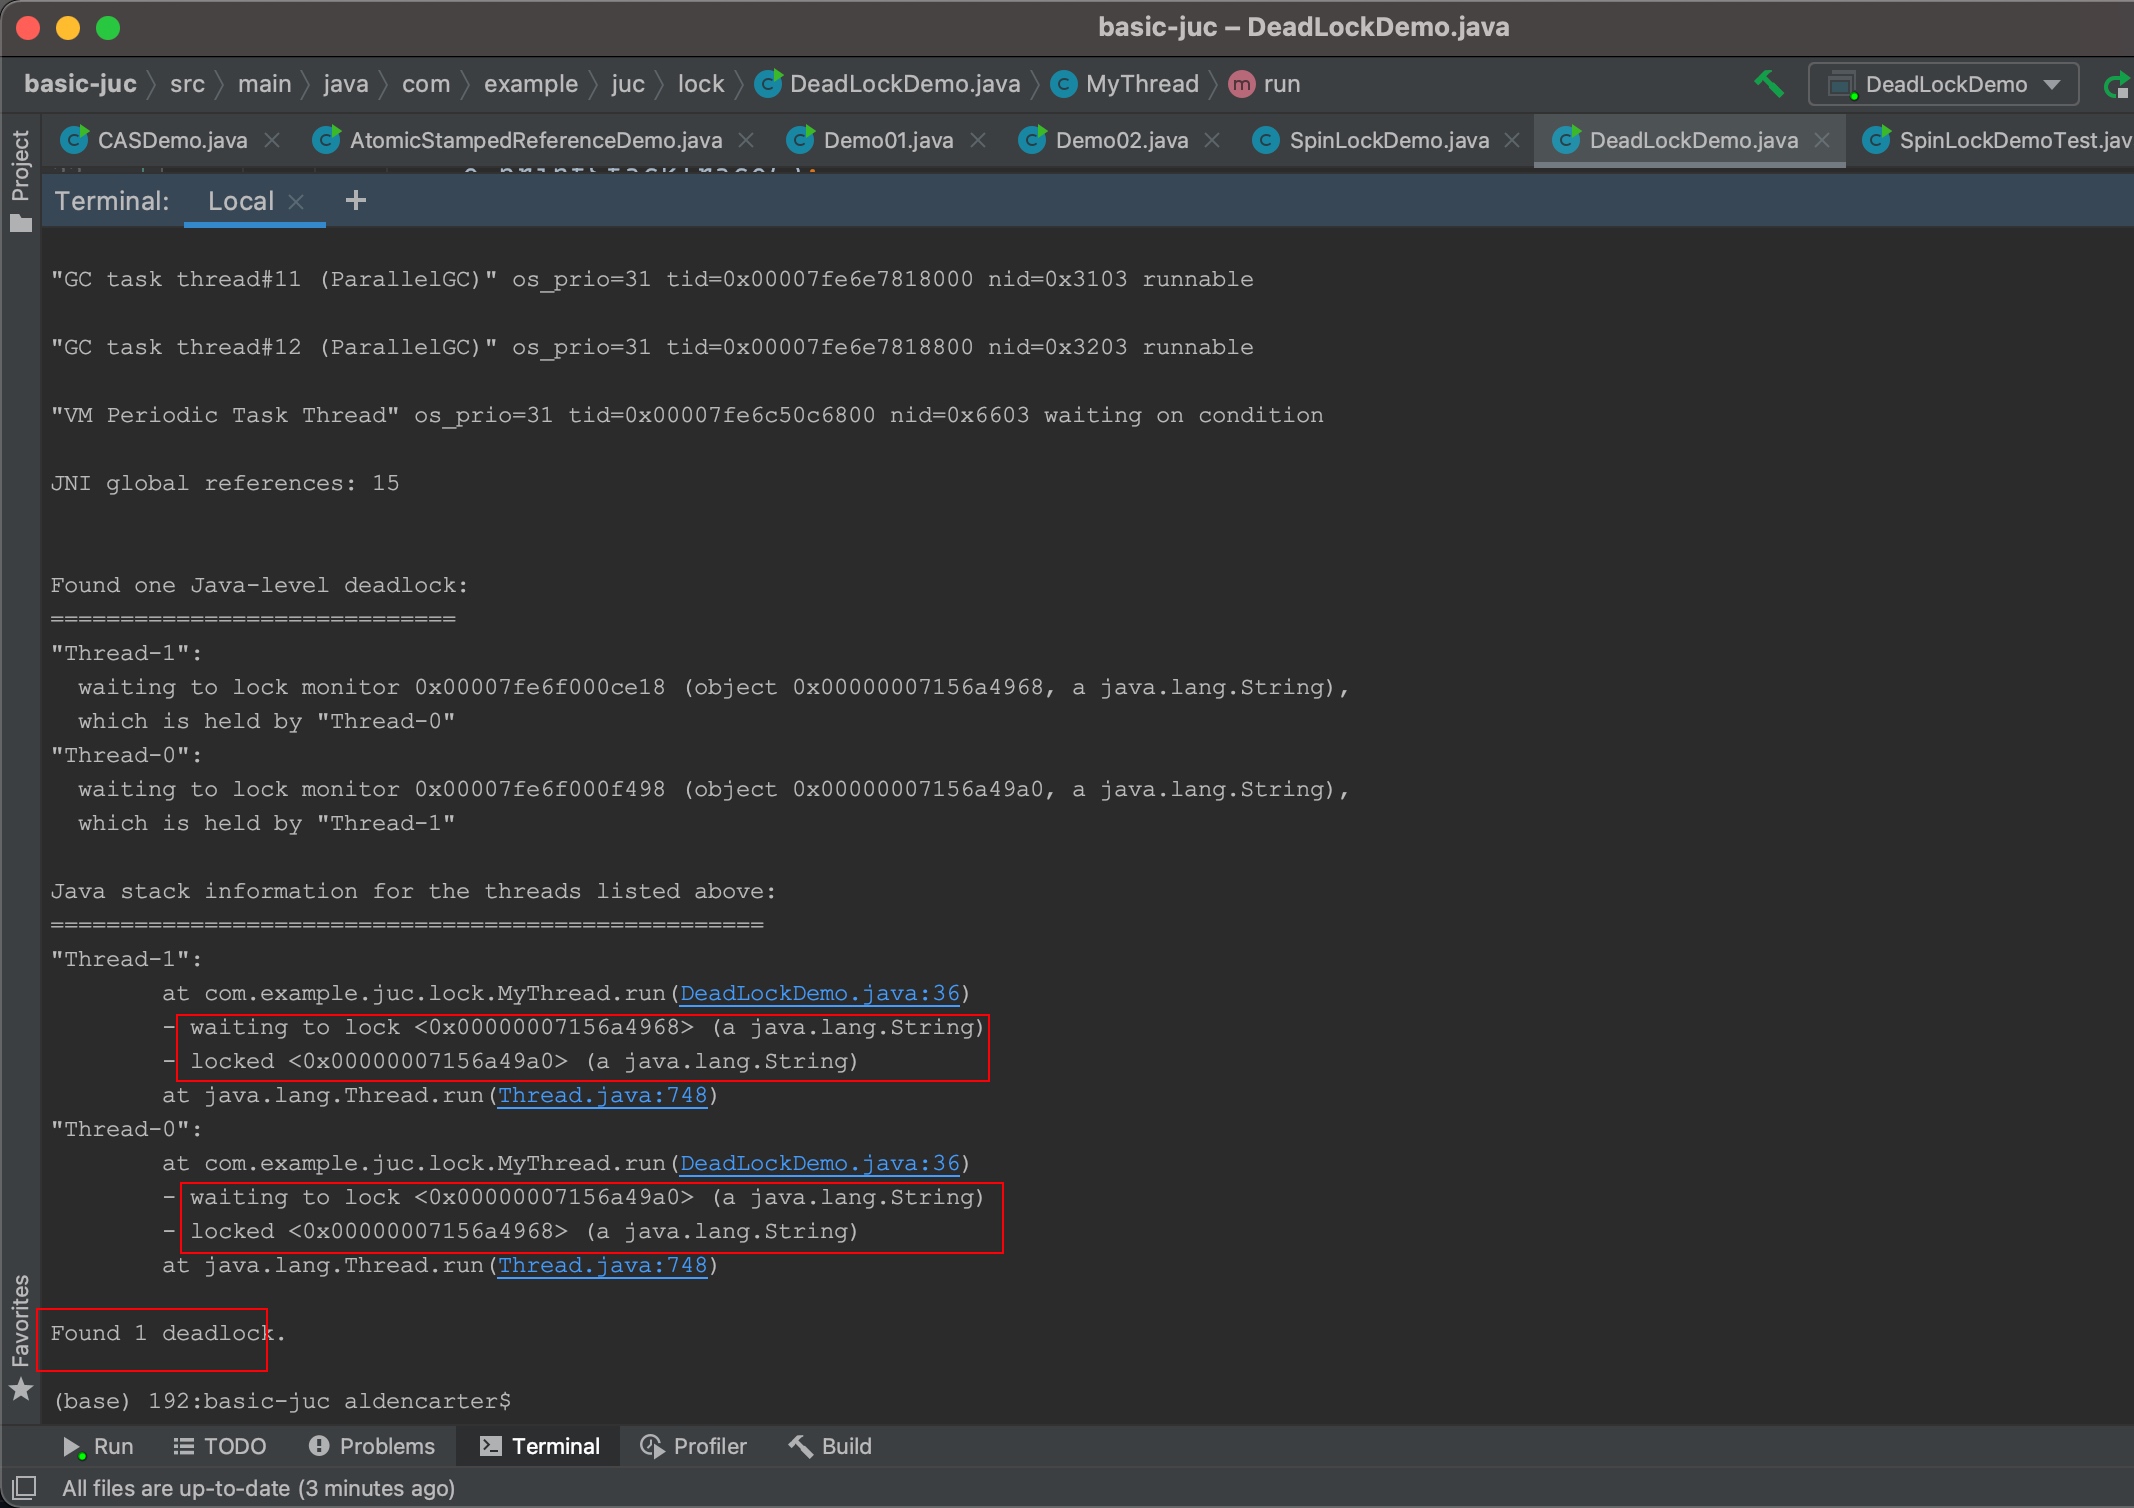 basic-juc – DeadLockDemo.java
basic-juc src main java com example juc lock DeadLockDemo.java MyThread run DeadLockDemo
CASDemo.java AtomicStampedReferenceDemo.java Demo01.java Demo02.java SpinLockDemo.java DeadLockDemo.java SpinLockDemoTest.jav
Project
Terminal: Local +
"GC task thread#11 (ParallelGC)" os_prio=31 tid=0x00007fe6e7818000 nid=0x3103 runnable
"GC task thread#12 (ParallelGC)" os_prio=31 tid=0x00007fe6e7818800 nid=0x3203 runnable
"VM Periodic Task Thread" os_prio=31 tid=0x00007fe6c50c6800 nid=0x6603 waiting on condition
JNI global references: 15
Found one Java-level deadlock:
=============================
"Thread-1":
waiting to lock monitor 0x00007fe6f000ce18 (object 0x00000007156a4968, a java.lang.String),
which is held by "Thread-0"
"Thread-0":
waiting to lock monitor 0x00007fe6f000f498 (object 0x00000007156a49a0, a java.lang.String),
which is held by "Thread-1"
Java stack information for the threads listed above:
===================================================
"Thread-1":
at com.example.juc.lock.MyThread.run(DeadLockDemo.java:36)
- waiting to lock <0x00000007156a4968> (a java.lang.String)
- locked <0x00000007156a49a0> (a java.lang.String)
at java.lang.Thread.run(Thread.java:748)
"Thread-0":
at com.example.juc.lock.MyThread.run(DeadLockDemo.java:36)
- waiting to lock <0x00000007156a49a0> (a java.lang.String)
- locked <0x00000007156a4968> (a java.lang.String)
at java.lang.Thread.run(Thread.java:748)
Found 1 deadlock.
(base) 192:basic-juc aldencarter$
Favorites
Run TODO Problems Terminal Profiler Build
All files are up-to-date (3 minutes ago)